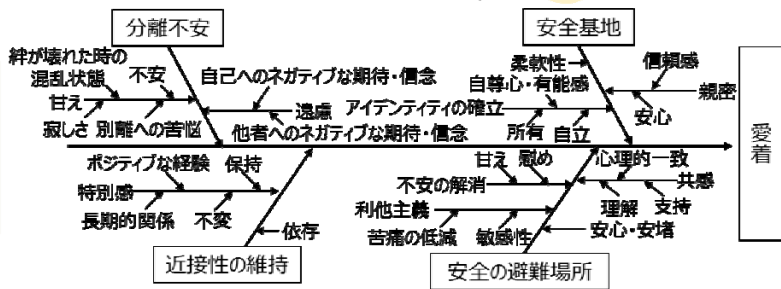 分離不安
安全基地
絆が壊れた時の
混乱状態
不安
甘え
寂しさ
別離への苦悩
自己へのネガティブな期待・信念
遠慮
他者へのネガティブな期待・信念
柔軟性
自尊心・有能感
アイデンティティの確立
所有
自立
信頼感
親密
安心
愛着
ポジティブな経験
保持
特別感
長期的関係
不変
依存
甘え
慰め
不安の解消
利他主義
苦痛の低減
敏感性
心理的一致
共感
理解
支持
安心・安堵
近接性の維持
安全の避難場所